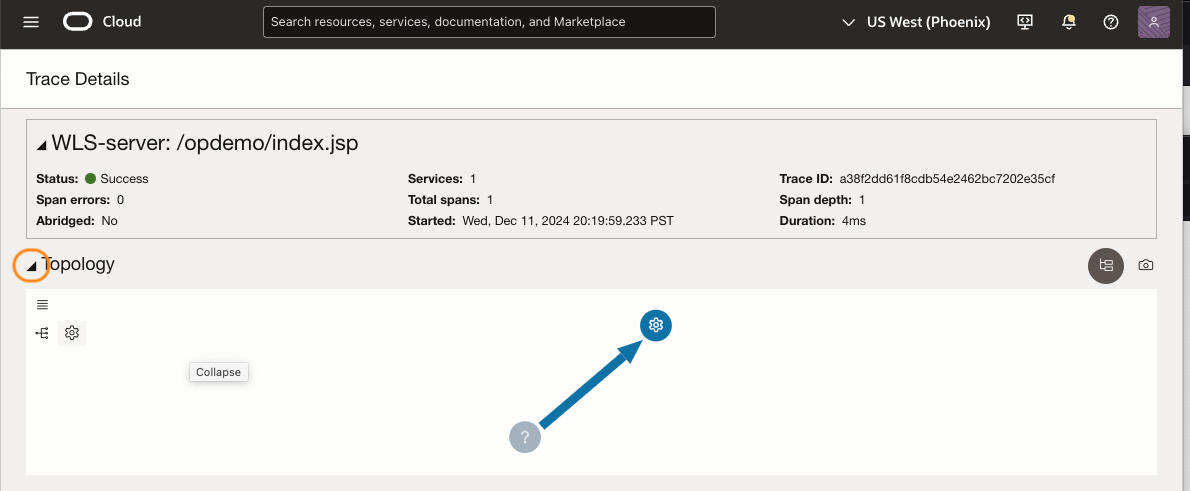 Cloud
Search resources, services, documentation, and Marketplace
US West (Phoenix)
Trace Details
WLS-server: /opdemo/index.jsp
Status: Success
Services: 1
Trace ID: a38f2dd61f8cdb54e2462bc7202e35cf
Span errors: 0
Total spans: 1
Span depth: 1
Abridged: No
Started: Wed, Dec 11, 2024 20:19:59.233 PST
Duration: 4ms
Topology
Collapse
?